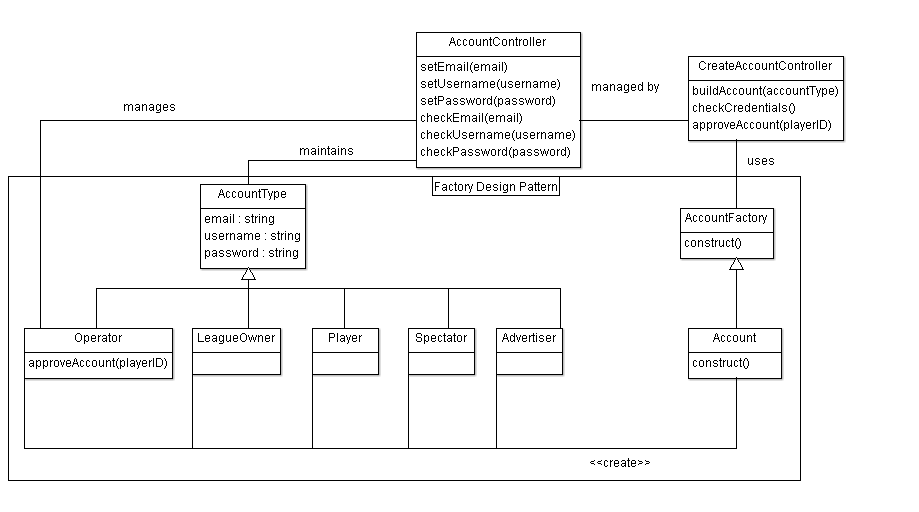 AccountController
setEmail(email)
setUsername(username)
setPassword(password)
checkEmail(email)
checkUsername(username)
checkPassword(password)
managed by
CreateAccountController
buildAccount(accountType)
checkCredentials()
approveAccount(playerID)
manages
maintains
uses
Factory Design Pattern
AccountType
email : string
username : string
password : string
AccountFactory
construct()
Operator
approveAccount(playerID)
LeagueOwner
Player
Spectator
Advertiser
Account
construct()
<<create>>